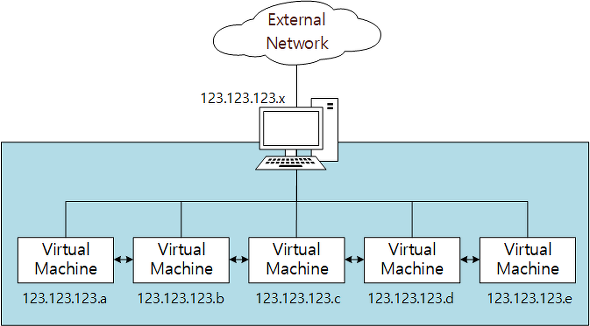 External
Network
123.123.123.x
Virtual
Machine
Virtual
Machine
Virtual
Machine
Virtual
Machine
Virtual
Machine
123.123.123.a
123.123.123.b
123.123.123.c
123.123.123.d
123.123.123.e